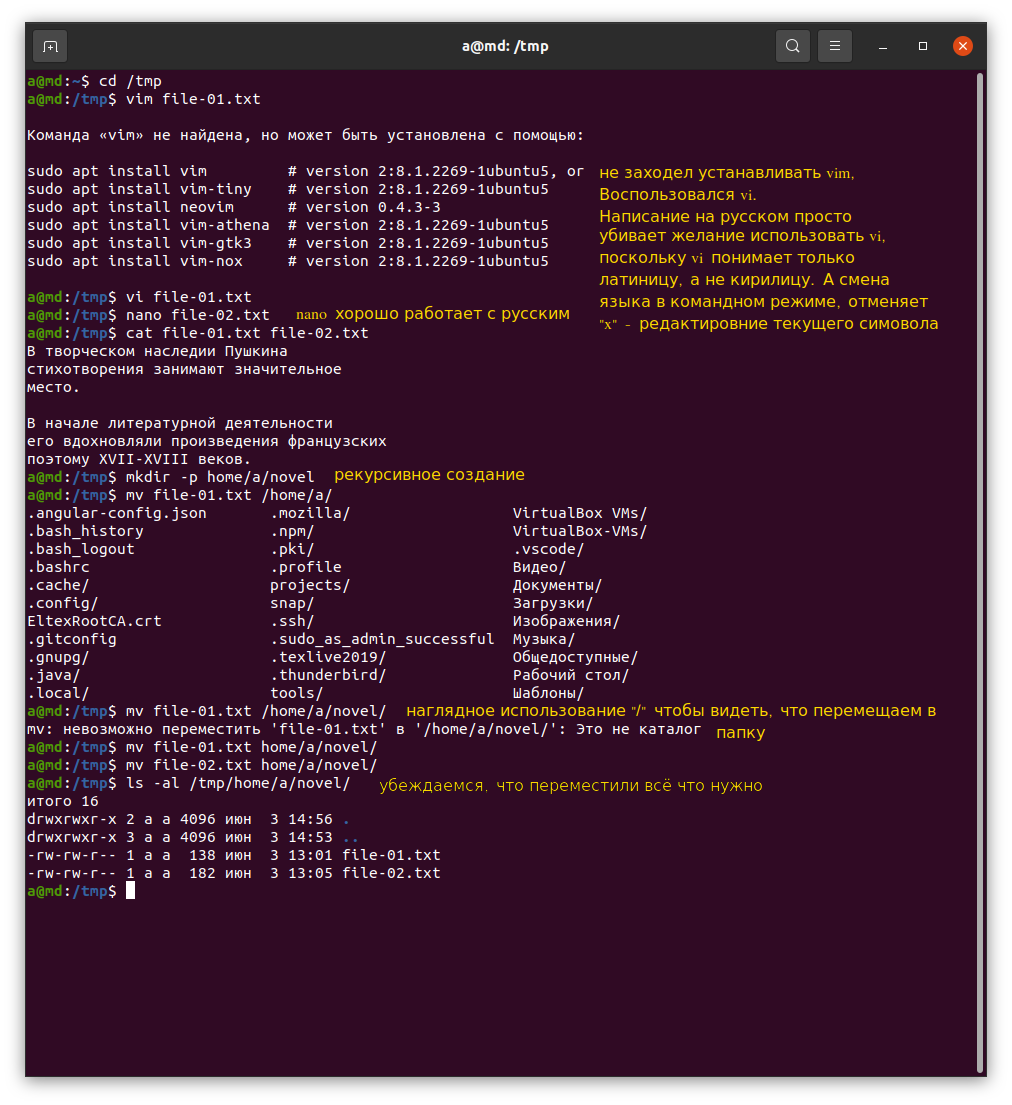 a@md: /tmp
a@md:~$ cd /tmp
a@md:/tmp$ vim file-01.txt
Команда «vim» не найдена, но может быть установлена с помощью:
sudo apt install vim         # version 2:8.1.2269-1ubuntu5, or
sudo apt install vim-tiny    # version 2:8.1.2269-1ubuntu5
sudo apt install neovim      # version 0.4.3-3
sudo apt install vim-athena  # version 2:8.1.2269-1ubuntu5
sudo apt install vim-gtk3    # version 2:8.1.2269-1ubuntu5
sudo apt install vim-nox     # version 2:8.1.2269-1ubuntu5
не заходел устанавливать vim,
Воспользовался vi.
Написание на русском просто
убивает желание использовать vi,
поскольку vi понимает только
латиницу, а не кирилицу. А смена
языка в командном режиме, отменяет
"x" - редактировние текущего симовола
a@md:/tmp$ vi file-01.txt
a@md:/tmp$ nano file-02.txt nano хорошо работает с русским
a@md:/tmp$ cat file-01.txt file-02.txt
В творческом наследии Пушкина
стихотворения занимают значительное
место.
В начале литературной деятельности
его вдохновляли произведения французских
поэтому XVII-XVIII веков.
a@md:/tmp$ mkdir -p home/a/novel рекурсивное создание
a@md:/tmp$ mv file-01.txt /home/a/
.angular-config.json       .mozilla/                  VirtualBox VMs/
.bash_history              .npm/                      VirtualBox-VMs/
.bash_logout               .pki/                      .vscode/
.bashrc                    .profile                   Видео/
.cache/                    projects/                  Документы/
.config/                   snap/                      Загрузки/
EltexRootCA.crt            .ssh/                      Изображения/
.gitconfig                 .sudo_as_admin_successful  Музыка/
.gnupg/                    .texlive2019/              Общедоступные/
.java/                     .thunderbird/              Рабочий стол/
.local/                    tools/                     Шаблоны/
a@md:/tmp$ mv file-01.txt /home/a/novel/ наглядное использование "/" чтобы видеть, что перемещаем в
mv: невозможно переместить 'file-01.txt' в '/home/a/novel/': Это не каталог папку
a@md:/tmp$ mv file-01.txt home/a/novel/
a@md:/tmp$ mv file-02.txt home/a/novel/
a@md:/tmp$ ls -al /tmp/home/a/novel/ убеждаемся, что переместили всё что нужно
итого 16
drwxrwxr-x 2 a a 4096 июн  3 14:56 .
drwxrwxr-x 3 a a 4096 июн  3 14:53 ..
-rw-rw-r-- 1 a a  138 июн  3 13:01 file-01.txt
-rw-rw-r-- 1 a a  182 июн  3 13:05 file-02.txt
a@md:/tmp$